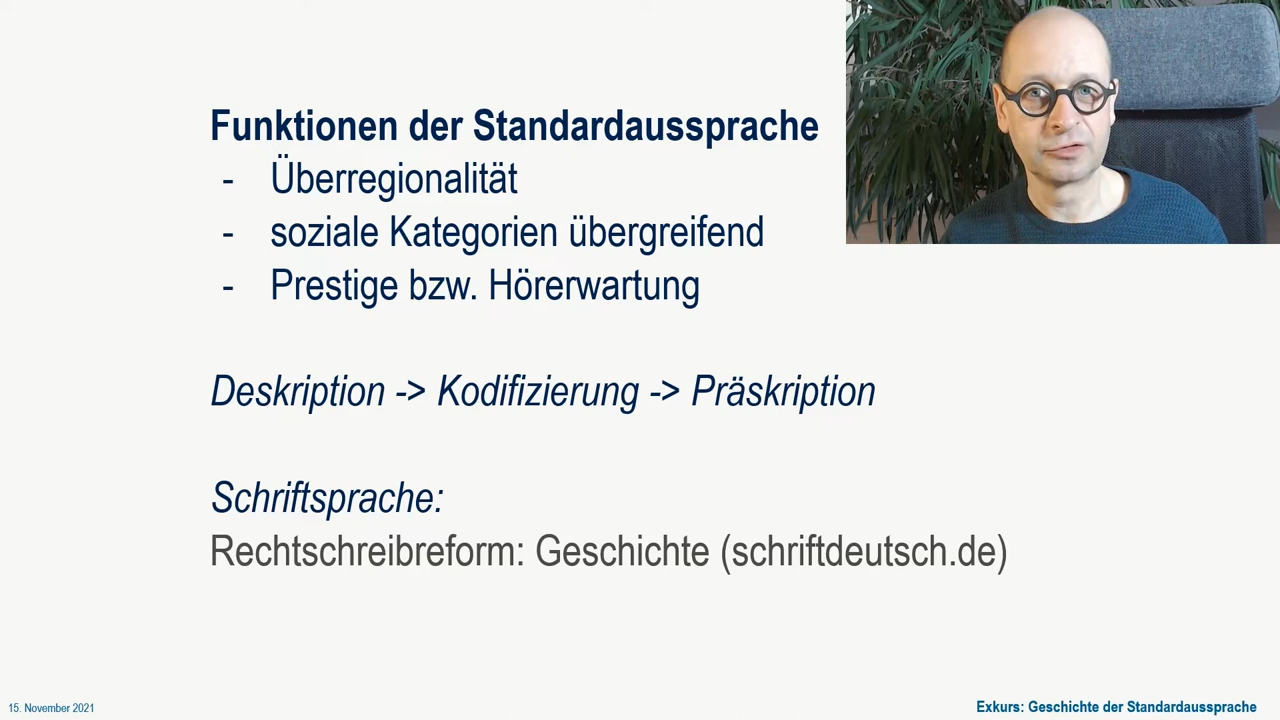 Funktionen der Standardaussprache
- Überregionalität
- soziale Kategorien übergreifend
- Prestige bzw. Hörerwartung
Deskription -> Kodifizierung -> Präskription
Schriftsprache:
Rechtschreibreform: Geschichte (schriftdeutsch.de)
15. November 2021
Exkurs: Geschichte der Standardaussprache